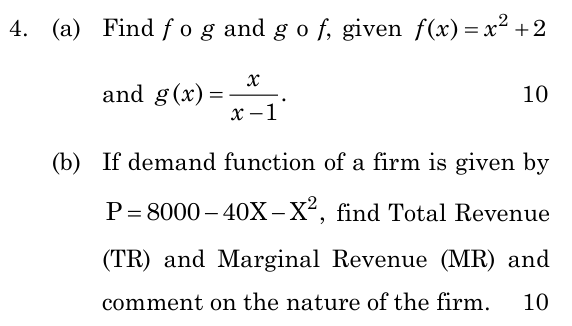 4. (a) Find f o g and g o f, given f(x) = x² + 2
and g(x) = x/(x − 1). 10
(b) If demand function of a firm is given by
P = 8000 – 40X – X², find Total Revenue
(TR) and Marginal Revenue (MR) and
comment on the nature of the firm. 10